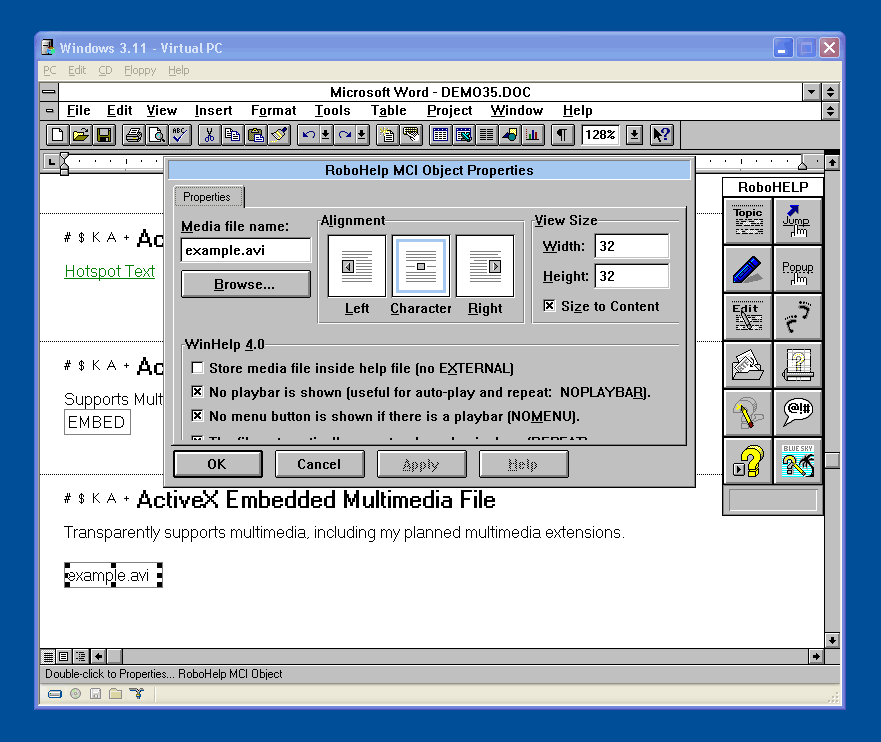 Windows 3.11 - Virtual PC
PC Edit CD Floppy Help
Microsoft Word - DEMO35.DOC
File Edit View Insert Format Tools Table Project Window Help
ABC
128%
L
RoboHelp MCI Object Properties
Properties
Media file name:
example.avi
Browse...
Alignment
Left Character Right
View Size
Width: 32
Height: 32
Size to Content
WinHelp 4.0
Store media file inside help file (no EXTERNAL)
No playbar is shown (useful for auto-play and repeat: NOPLAYBAR).
No menu button is shown if there is a playbar (NOMENU).
OK Cancel Apply Help
RoboHELP
Topic Jump
Popup
Edit
@!#
BLUE SKY
# $ K A + Ac
Hotspot Text
# $ K A + Ac
Supports Mult
EMBED
# $ K A + ActiveX Embedded Multimedia File
Transparently supports multimedia, including my planned multimedia extensions.
example.avi
Double-click to Properties... RoboHelp MCI Object